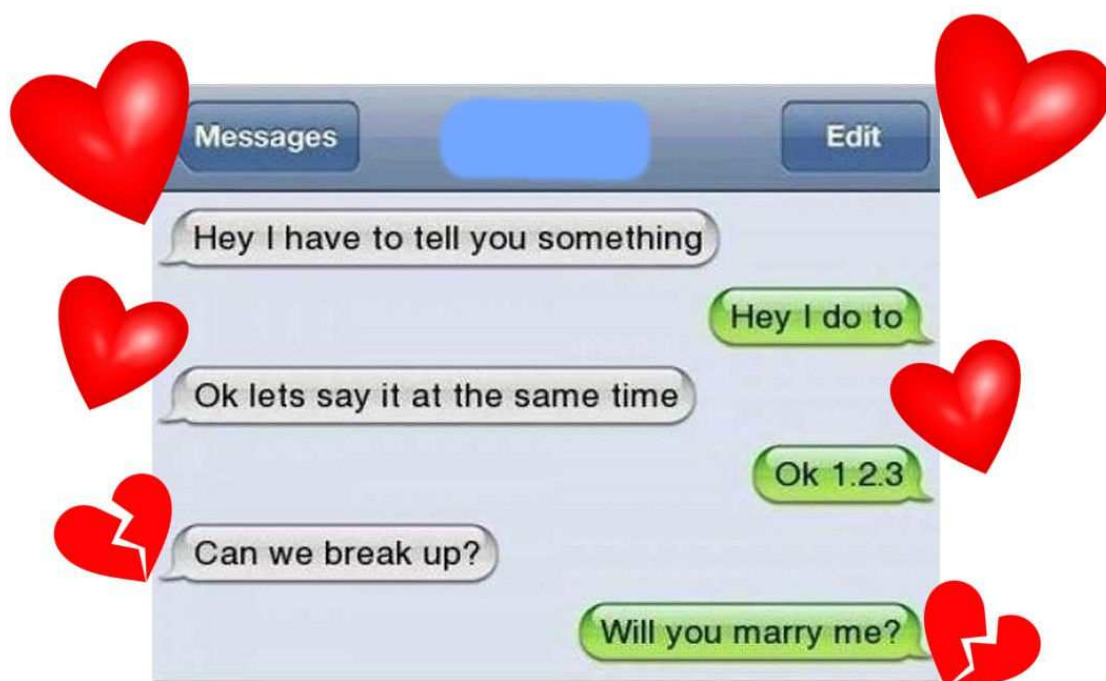 Messages Edit
Hey I have to tell you something
Hey I do to
Ok lets say it at the same time
Ok 1.2.3
Can we break up?
Will you marry me?